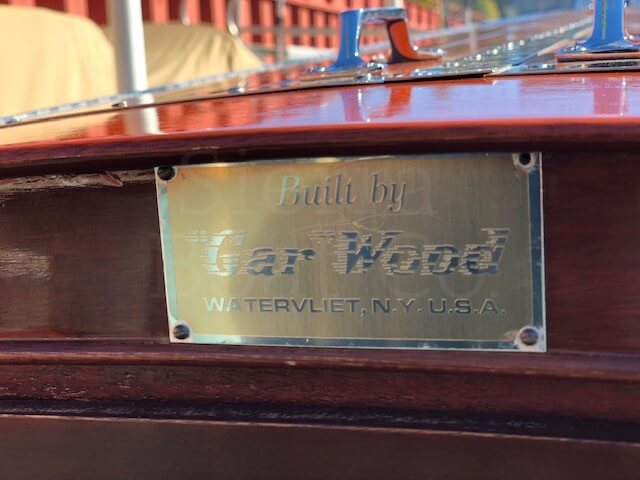 Built by
"Gar" Wood
WATERVLIET, N.Y. U.S.A.